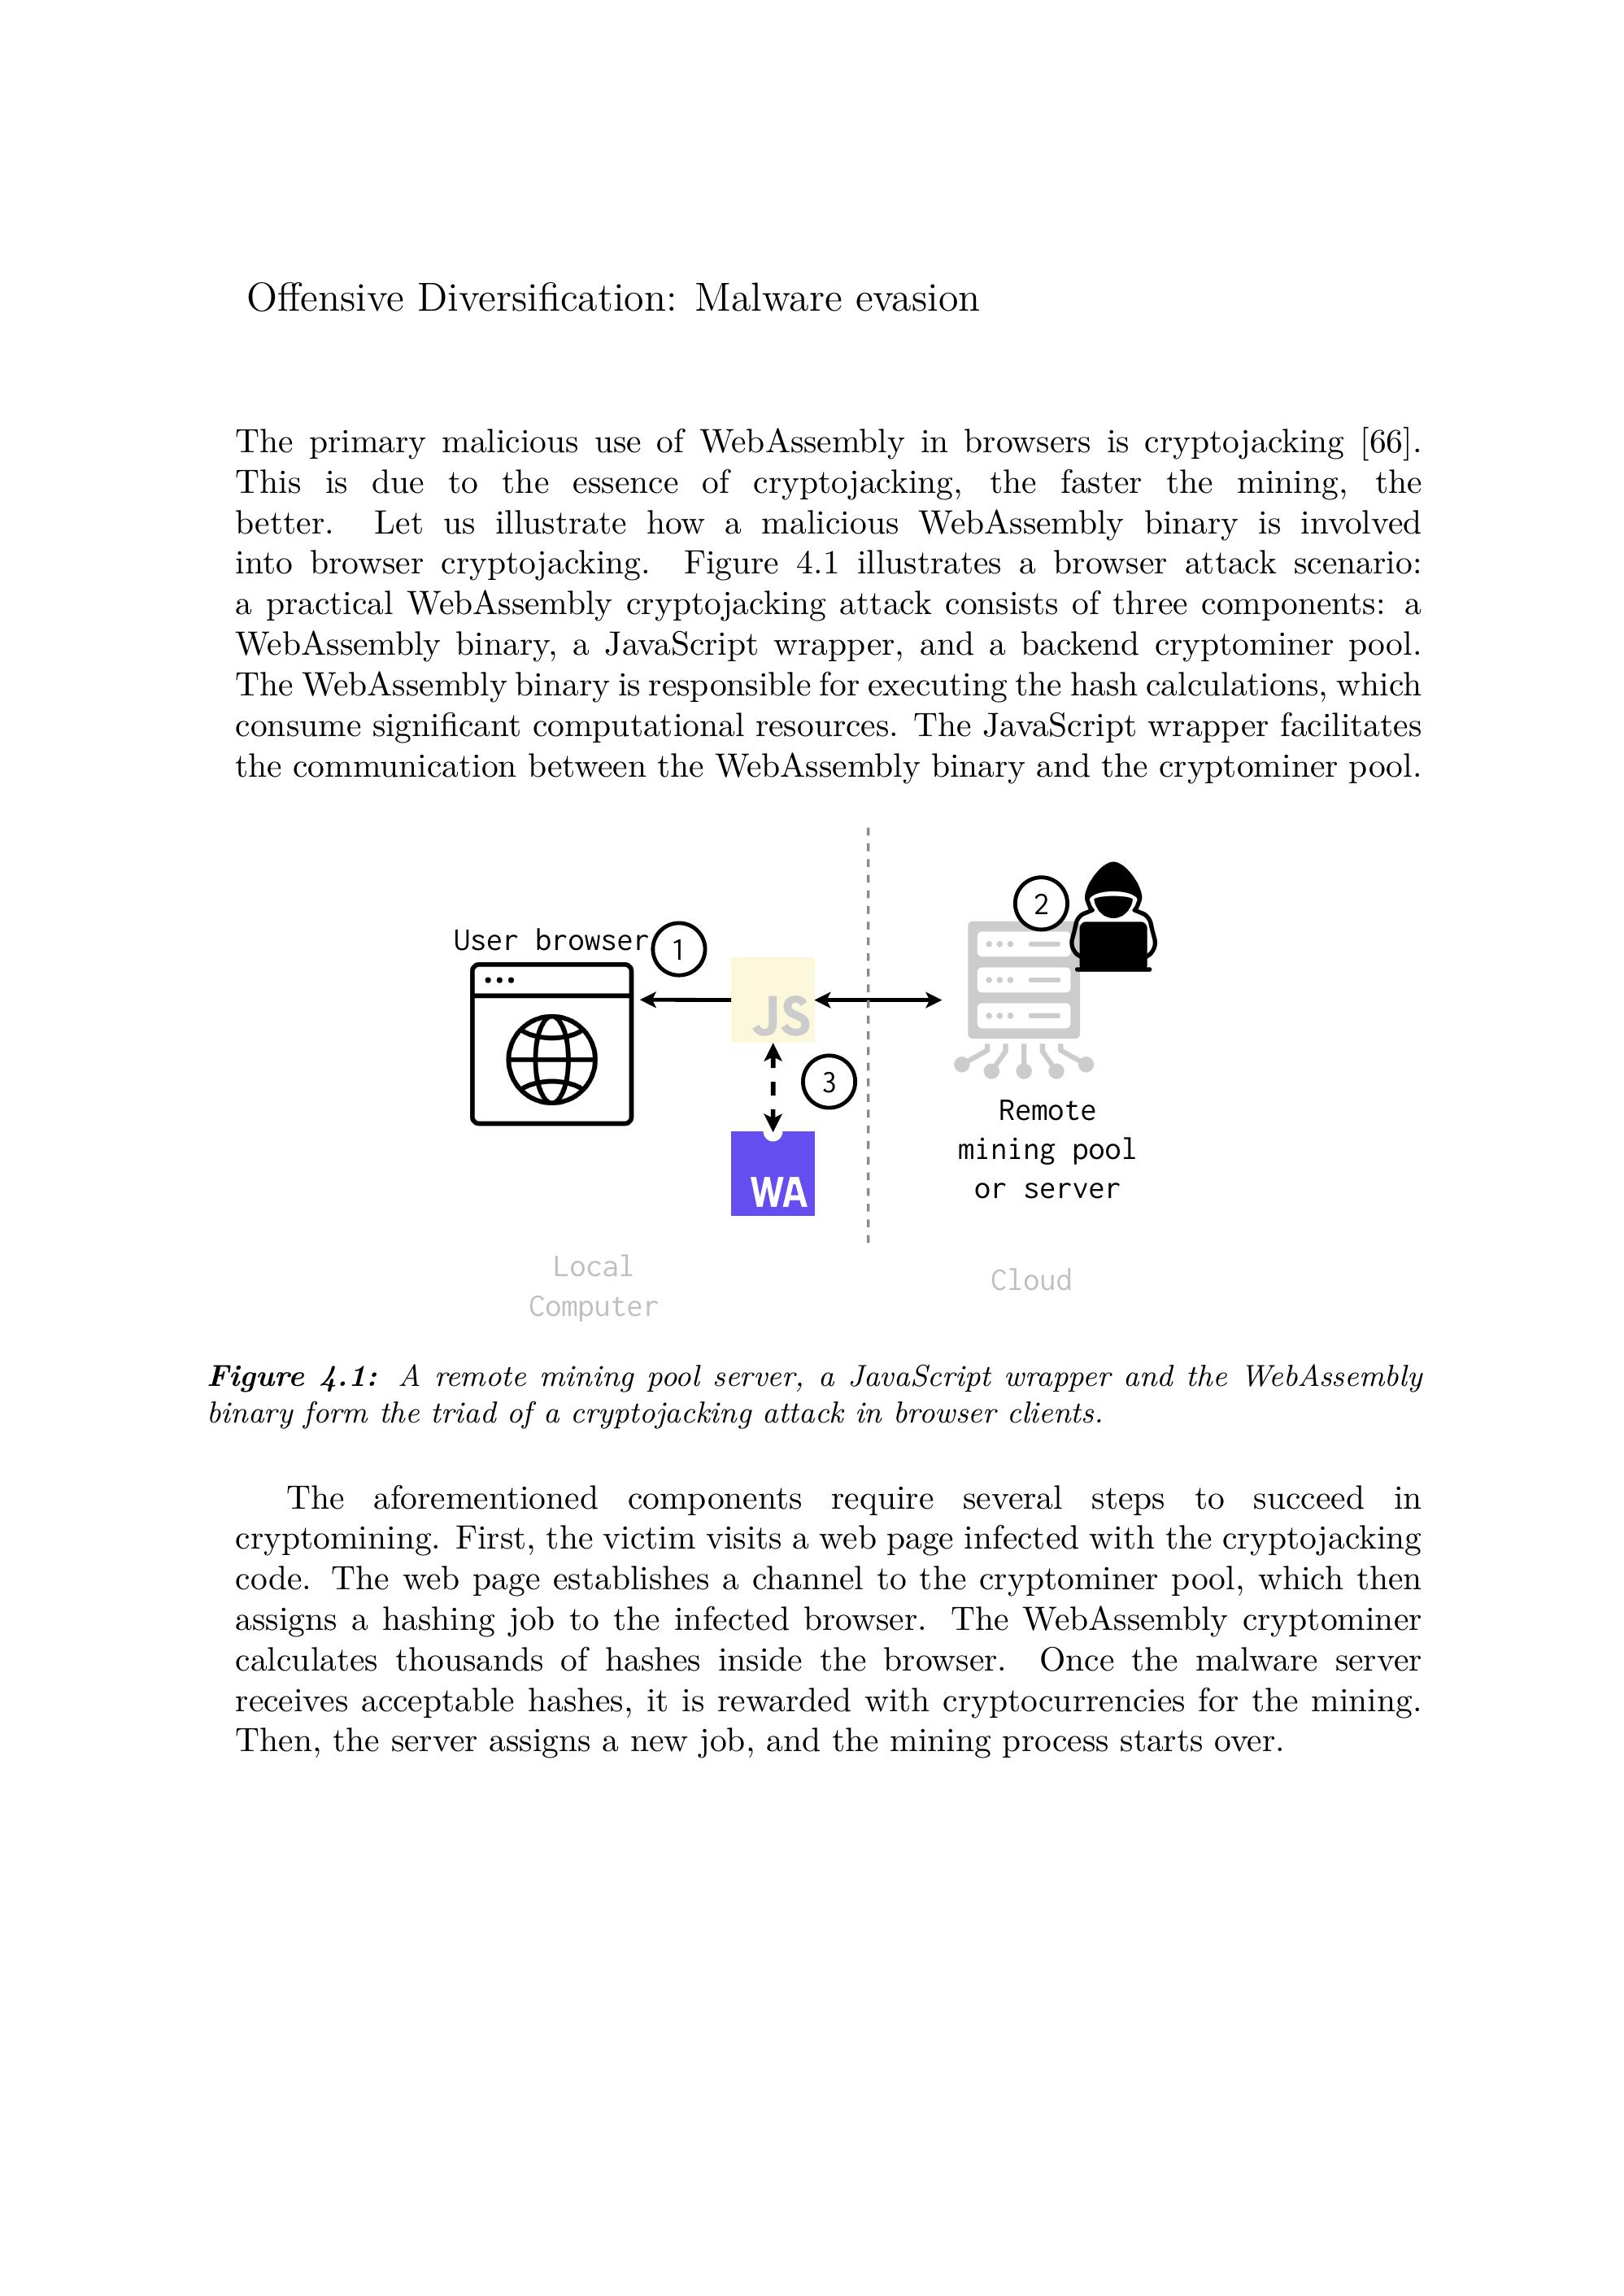 Offensive Diversification: Malware evasion
The primary malicious use of WebAssembly in browsers is cryptojacking [66].
This is due to the essence of cryptojacking, the faster the mining, the
better. Let us illustrate how a malicious WebAssembly binary is involved
into browser cryptojacking. Figure 4.1 illustrates a browser attack scenario:
a practical WebAssembly cryptojacking attack consists of three components: a
WebAssembly binary, a JavaScript wrapper, and a backend cryptominer pool.
The WebAssembly binary is responsible for executing the hash calculations, which
consume significant computational resources. The JavaScript wrapper facilitates
the communication between the WebAssembly binary and the cryptominer pool.
User browser
1
2
JS
3
WA
Remote
mining pool
or server
Local
Computer
Cloud
Figure 4.1: A remote mining pool server, a JavaScript wrapper and the WebAssembly
binary form the triad of a cryptojacking attack in browser clients.
The aforementioned components require several steps to succeed in
cryptomining. First, the victim visits a web page infected with the cryptojacking
code. The web page establishes a channel to the cryptominer pool, which then
assigns a hashing job to the infected browser. The WebAssembly cryptominer
calculates thousands of hashes inside the browser. Once the malware server
receives acceptable hashes, it is rewarded with cryptocurrencies for the mining.
Then, the server assigns a new job, and the mining process starts over.